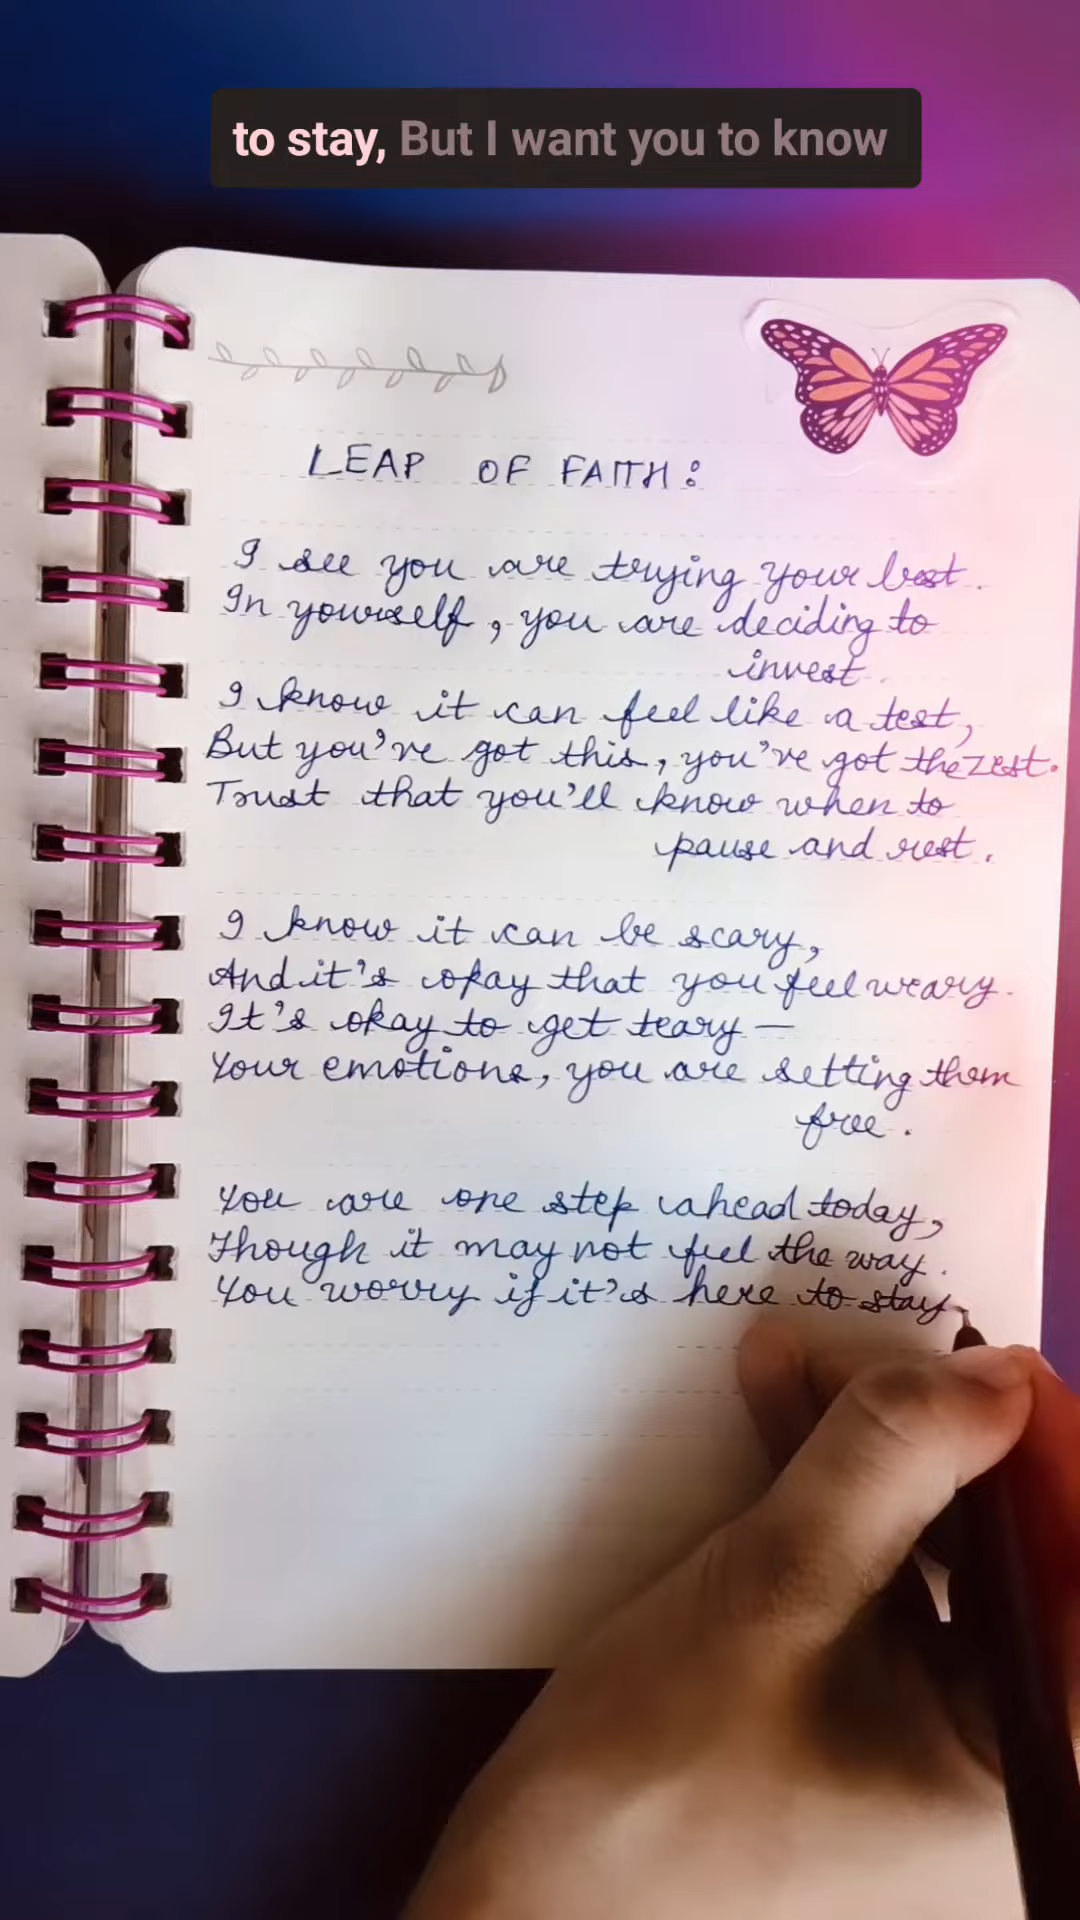 to stay, But I want you to know
LEAP OF FAITH:
I see you are trying your best.
In yourself, you are deciding to
invest.
I know it can feel like a test,
But you've got this, you've got the zest.
Trust that you'll know when to
pause and rest.
I know it can be scary,
And it's okay that you feel weary.
It's okay to get teary—
Your emotions, you are setting them
free.
You are one step ahead today,
Though it may not feel the way.
You worry if it's here to stay